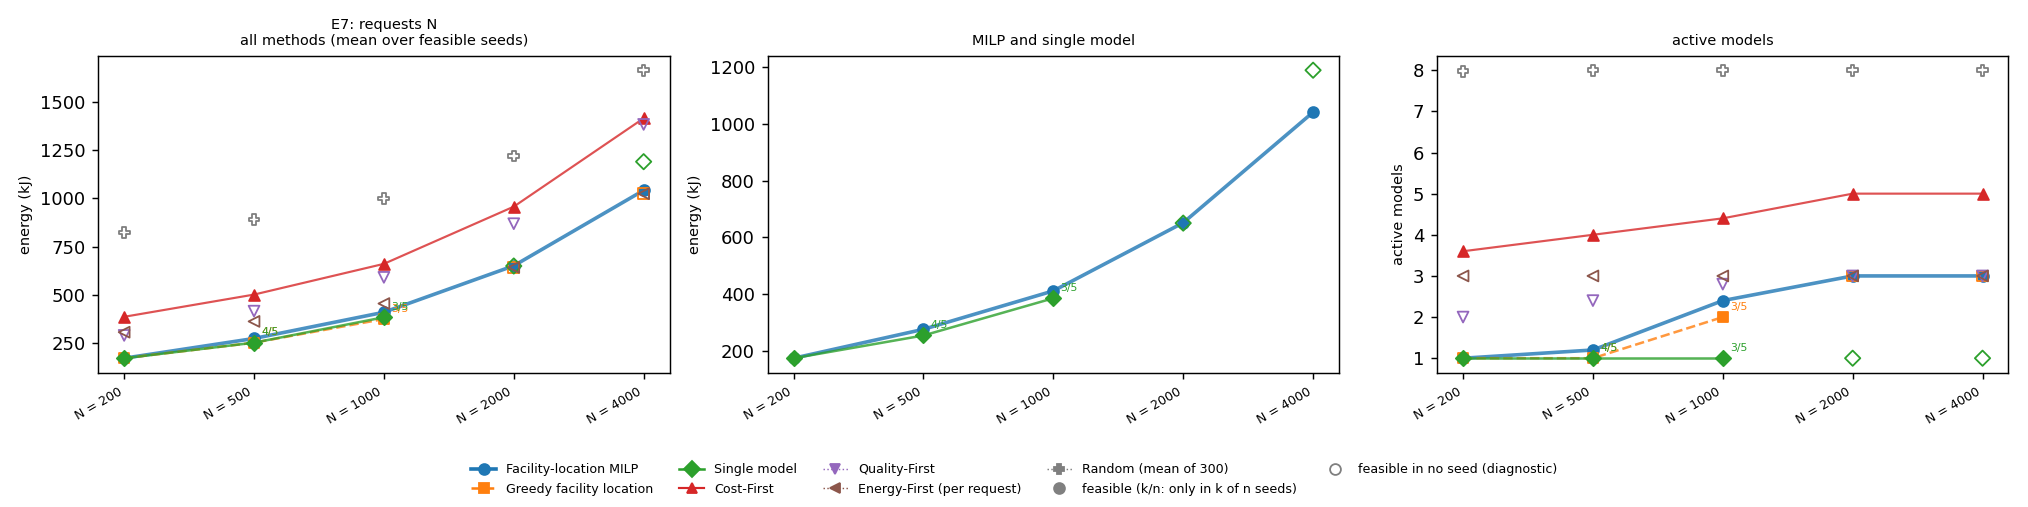 E7: requests N
all methods (mean over feasible seeds)
energy (kJ)
1500
1250
1000
750
500
250
4/5
3/5
3/5
N = 200
N = 500
N = 1000
N = 2000
N = 4000
MILP and single model
energy (kJ)
1200
1000
800
600
400
200
4/5
3/5
N = 200
N = 500
N = 1000
N = 2000
N = 4000
active models
active models
8
7
6
5
4
3
2
1
4/5
3/5
3/5
N = 200
N = 500
N = 1000
N = 2000
N = 4000
Facility-location MILP
Greedy facility location
Single model
Cost-First
Quality-First
Energy-First (per request)
Random (mean of 300)
feasible (k/n: only in k of n seeds)
feasible in no seed (diagnostic)